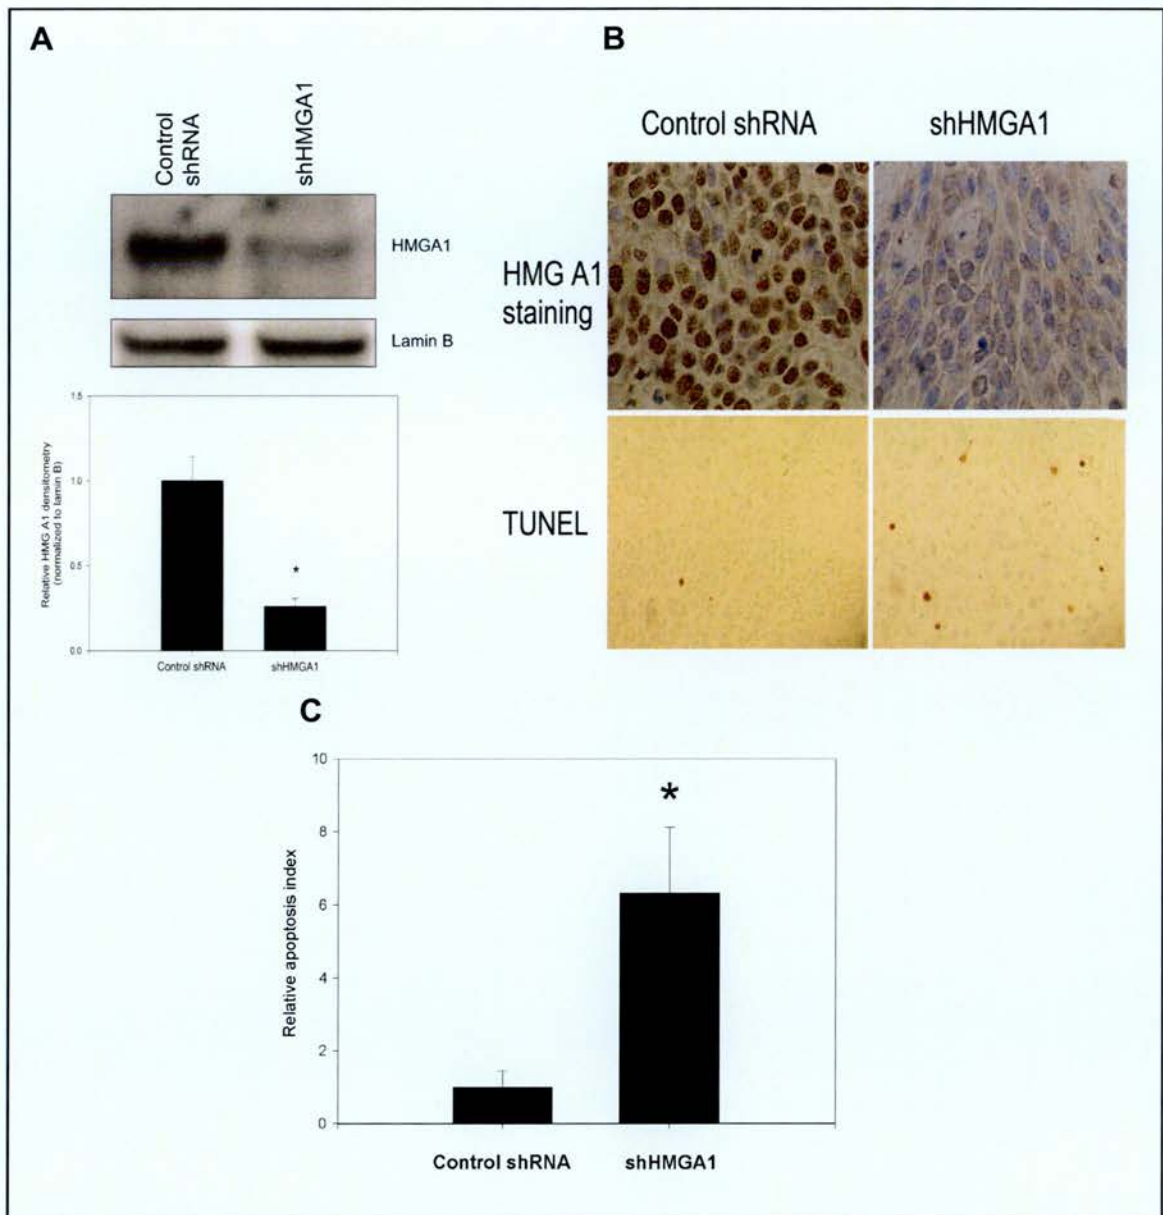 A
Control
shRNA
shHMGA1
HMGA1
Lamin B
Relative HMG A1 densitometry
(normalized to lamin B)
1.5
1.0
0.5
0.0
*
Control shRNA
shHMGA1
B
Control shRNA
shHMGA1
HMG A1
staining
TUNEL
C
Relative apoptosis index
10
8
6
4
2
0
*
Control shRNA
shHMGA1